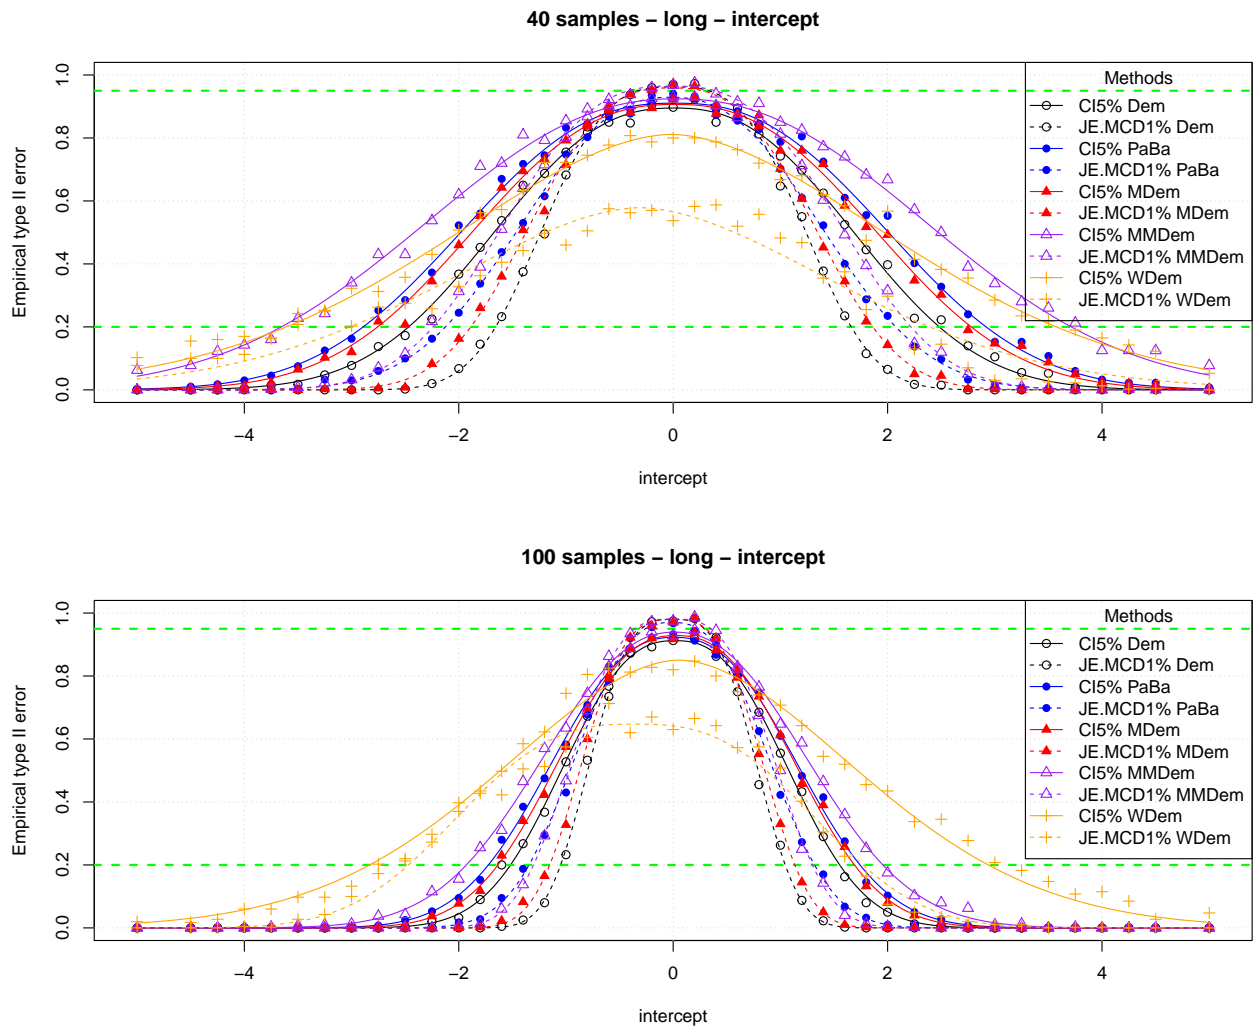 40 samples − long − intercept
Empirical type II error
1.0
0.8
0.6
0.4
0.2
0.0
Methods
CI5% Dem
JE.MCD1% Dem
CI5% PaBa
JE.MCD1% PaBa
CI5% MDem
JE.MCD1% MDem
CI5% MMDem
JE.MCD1% MMDem
CI5% WDem
JE.MCD1% WDem
−4 −2 0 2 4
intercept
100 samples − long − intercept
Empirical type II error
1.0
0.8
0.6
0.4
0.2
0.0
Methods
CI5% Dem
JE.MCD1% Dem
CI5% PaBa
JE.MCD1% PaBa
CI5% MDem
JE.MCD1% MDem
CI5% MMDem
JE.MCD1% MMDem
CI5% WDem
JE.MCD1% WDem
−4 −2 0 2 4
intercept